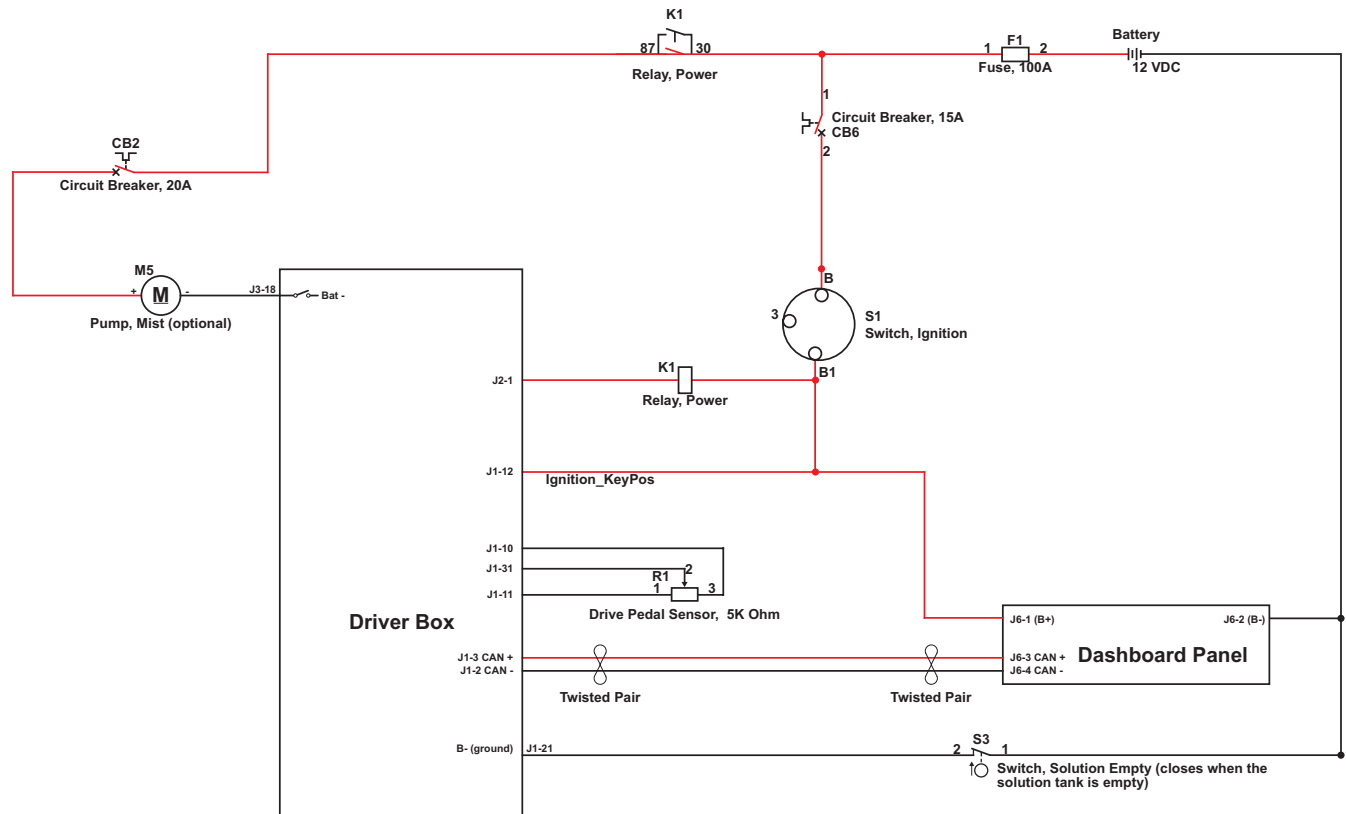 K1
87 30
Relay, Power
1 F1 2
Fuse, 100A
Battery
12 VDC
1
Circuit Breaker, 15A
CB6
2
CB2
Circuit Breaker, 20A
M5
+ M -
J3-18
Bat -
Pump, Mist (optional)
B
3
S1
Switch, Ignition
B1
J2-1
K1
Relay, Power
J1-12
Ignition_KeyPos
J1-10
J1-31
J1-11
R1
1 2 3
Drive Pedal Sensor, 5K Ohm
Driver Box
J6-1 (B+)
J6-2 (B-)
J1-3 CAN +
J1-2 CAN -
J6-3 CAN +
J6-4 CAN -
Dashboard Panel
Twisted Pair
Twisted Pair
B- (ground)
J1-21
2 S3 1
Switch, Solution Empty (closes when the
solution tank is empty)